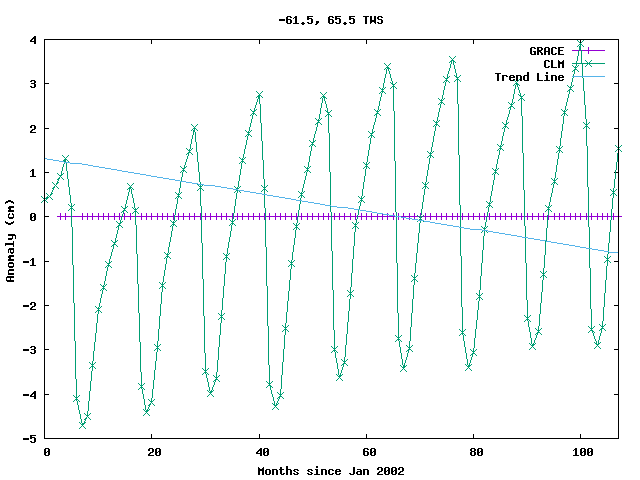 -61.5, 65.5 TWS
GRACE
CLM
Trend Line
4
3
2
1
0
-1
-2
-3
-4
-5
Anomaly (cm)
0 20 40 60 80 100
Months since Jan 2002